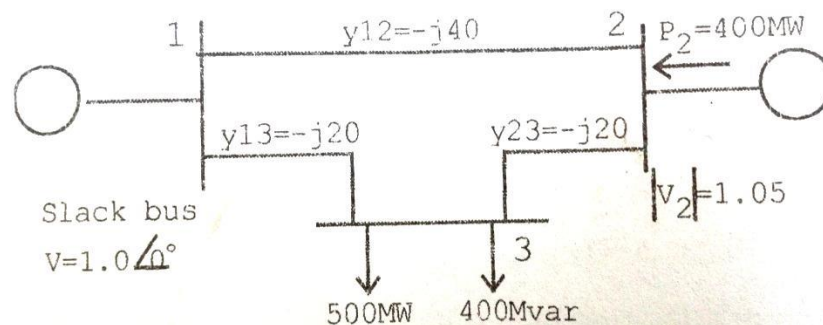 1
y12=-j40
2
P₂=400MW
y13=-j20
y23=-j20
Slack bus
V=1.0∠0°
|V₂|=1.05
3
500MW
400Mvar